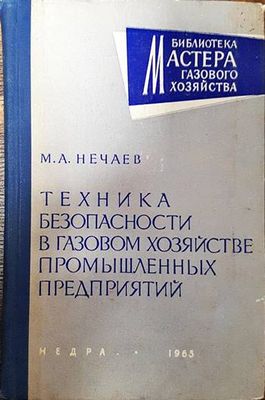 БИБЛИОТЕКА
МАСТЕРА
ГАЗОВОГО
ХОЗЯЙСТВА
М.А. НЕЧАЕВ
ТЕХНИКА
БЕЗОПАСНОСТИ
В ГАЗОВОМ ХОЗЯЙСТВЕ
ПРОМЫШЛЕННЫХ
ПРЕДПРИЯТИЙ
НЕДРА • 1965